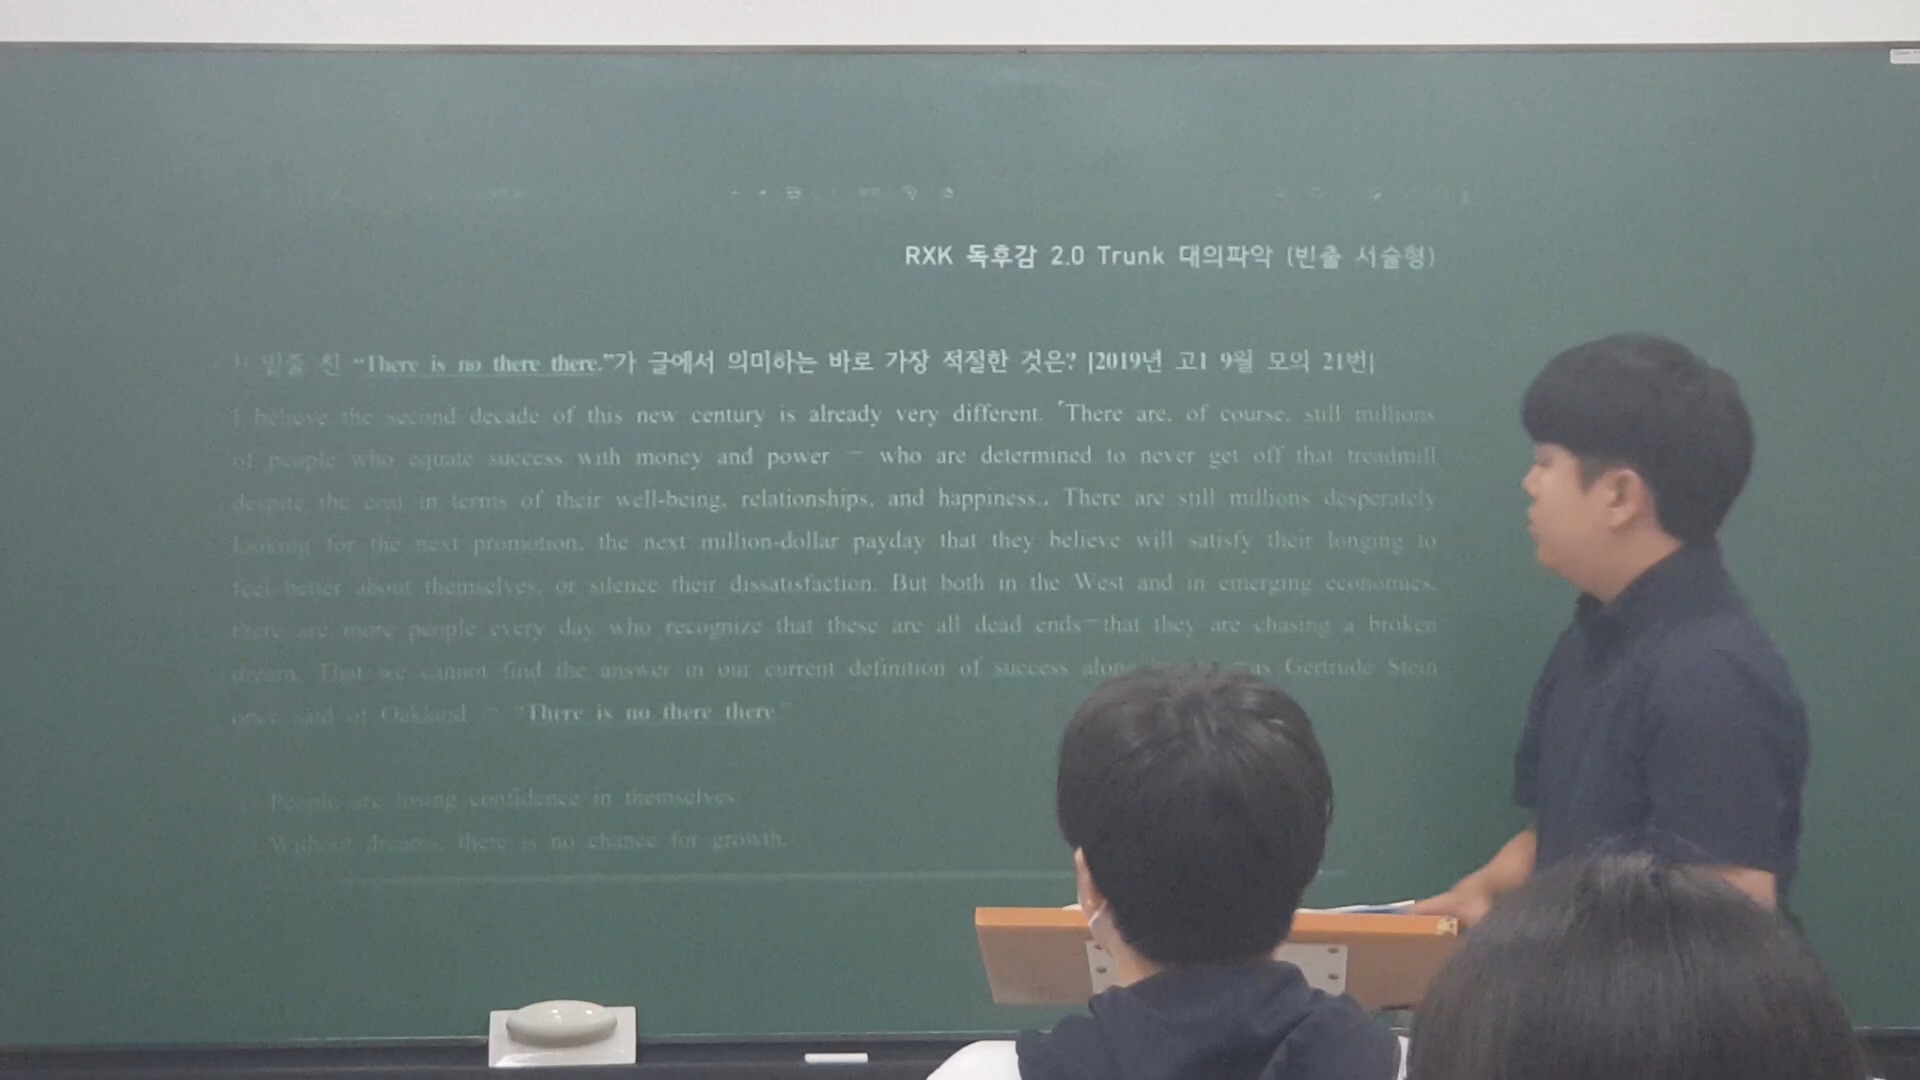 RXK 독후감 2.0 Trunk 대의파악 (빈출 서술형)
밑줄 친 “There is no there there.”가 글에서 의미하는 바로 가장 적절한 것은? [2019년 고1 9월 모의 21번]
I believe the second decade of this new century is already very different. There are, of course, still millions
of people who equate success with money and power — who are determined to never get off that treadmill
despite the cost in terms of their well-being, relationships, and happiness.. There are still millions desperately
looking for the next promotion, the next million-dollar payday that they believe will satisfy their longing to
feel better about themselves, or silence their dissatisfaction. But both in the West and in emerging economies,
there are more people every day who recognize that these are all dead ends—that they are chasing a broken
dream. That we cannot find the answer in our current definition of success alone as Gertrude Stein
once said of Oakland — “There is no there there.”
People are losing confidence in themselves.
Without dreams, there is no chance for growth.